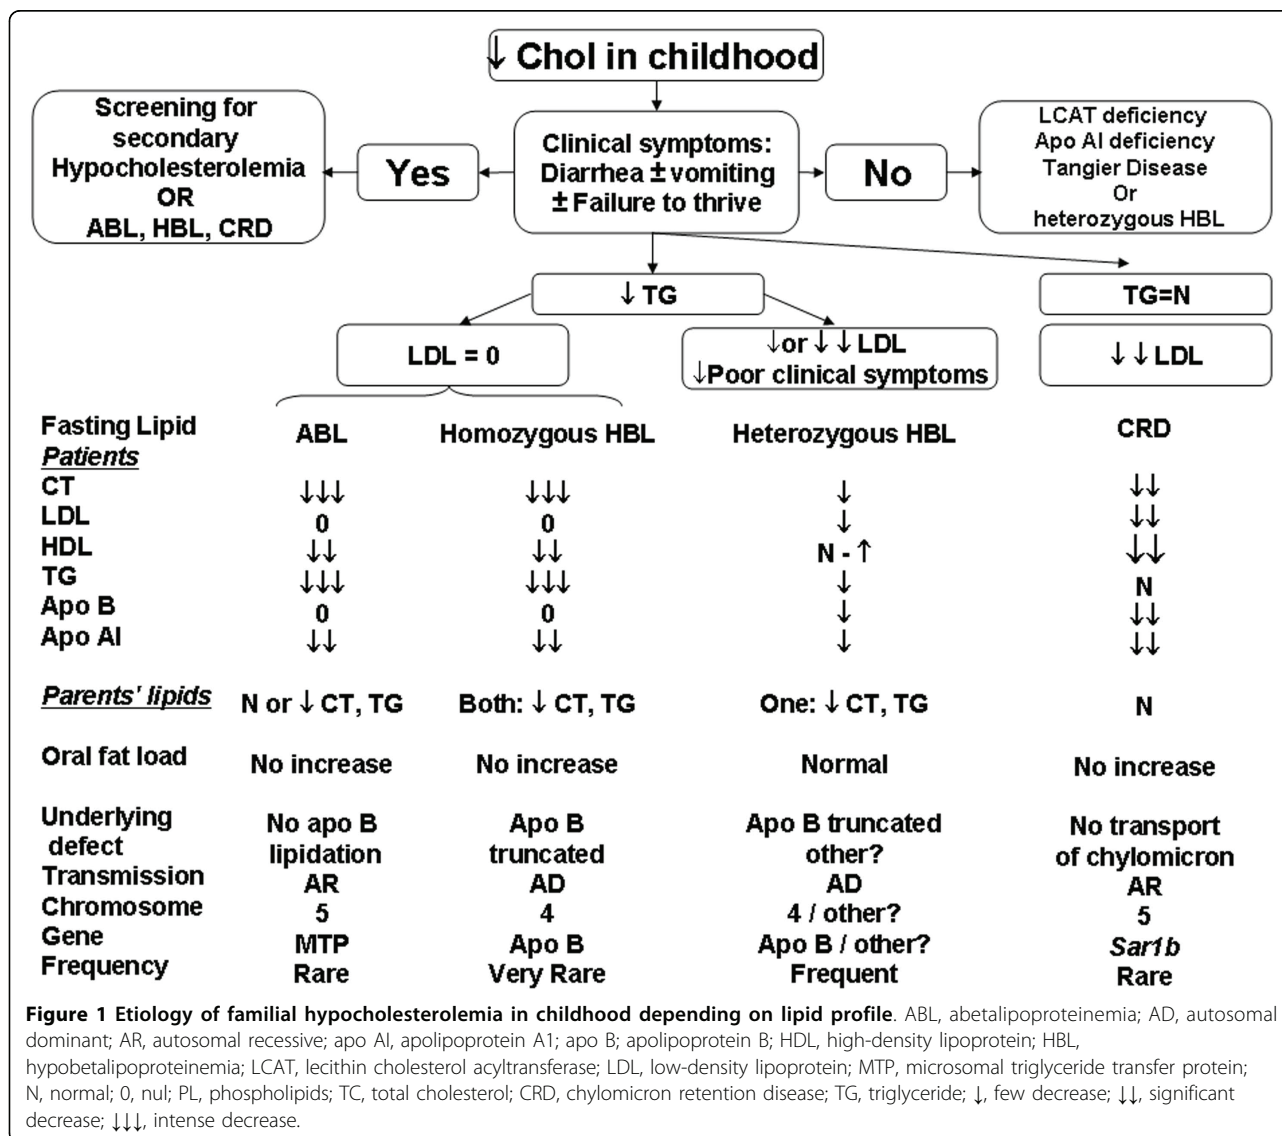 ↓ Chol in childhood
Screening for
secondary
Hypocholesterolemia
OR
ABL, HBL, CRD
Yes
Clinical symptoms:
Diarrhea ± vomiting
± Failure to thrive
No
LCAT deficiency
Apo AI deficiency
Tangier Disease
Or
heterozygous HBL
↓ TG
TG=N
LDL = 0
↓or ↓ ↓ LDL
↓Poor clinical symptoms
↓ ↓ LDL
Fasting Lipid ABL Homozygous HBL Heterozygous HBL CRD
Patients
CT ↓↓↓ ↓↓↓ ↓ ↓↓
LDL 0 0 ↓ ↓↓
HDL ↓↓ ↓↓ N - ↑ ↓↓
TG ↓↓↓ ↓↓↓ ↓ N
Apo B 0 0 ↓ ↓↓
Apo AI ↓↓ ↓↓ ↓ ↓↓
Parents' lipids N or ↓ CT, TG Both: ↓ CT, TG One: ↓ CT, TG N
Oral fat load No increase No increase Normal No increase
Underlying No apo B Apo B Apo B truncated No transport
defect lipidation truncated other? of chylomicron
Transmission AR AD AD AR
Chromosome 5 4 4 / other? 5
Gene MTP Apo B Apo B / other? Sar1b
Frequency Rare Very Rare Frequent Rare
Figure 1 Etiology of familial hypocholesterolemia in childhood depending on lipid profile. ABL, abetalipoproteinemia; AD, autosomal
dominant; AR, autosomal recessive; apo AI, apolipoprotein A1; apo B; apolipoprotein B; HDL, high-density lipoprotein; HBL,
hypobetalipoproteinemia; LCAT, lecithin cholesterol acyltransferase; LDL, low-density lipoprotein; MTP, microsomal triglyceride transfer protein;
N, normal; 0, nul; PL, phospholipids; TC, total cholesterol; CRD, chylomicron retention disease; TG, triglyceride; ↓, few decrease; ↓↓, significant
decrease; ↓↓↓, intense decrease.